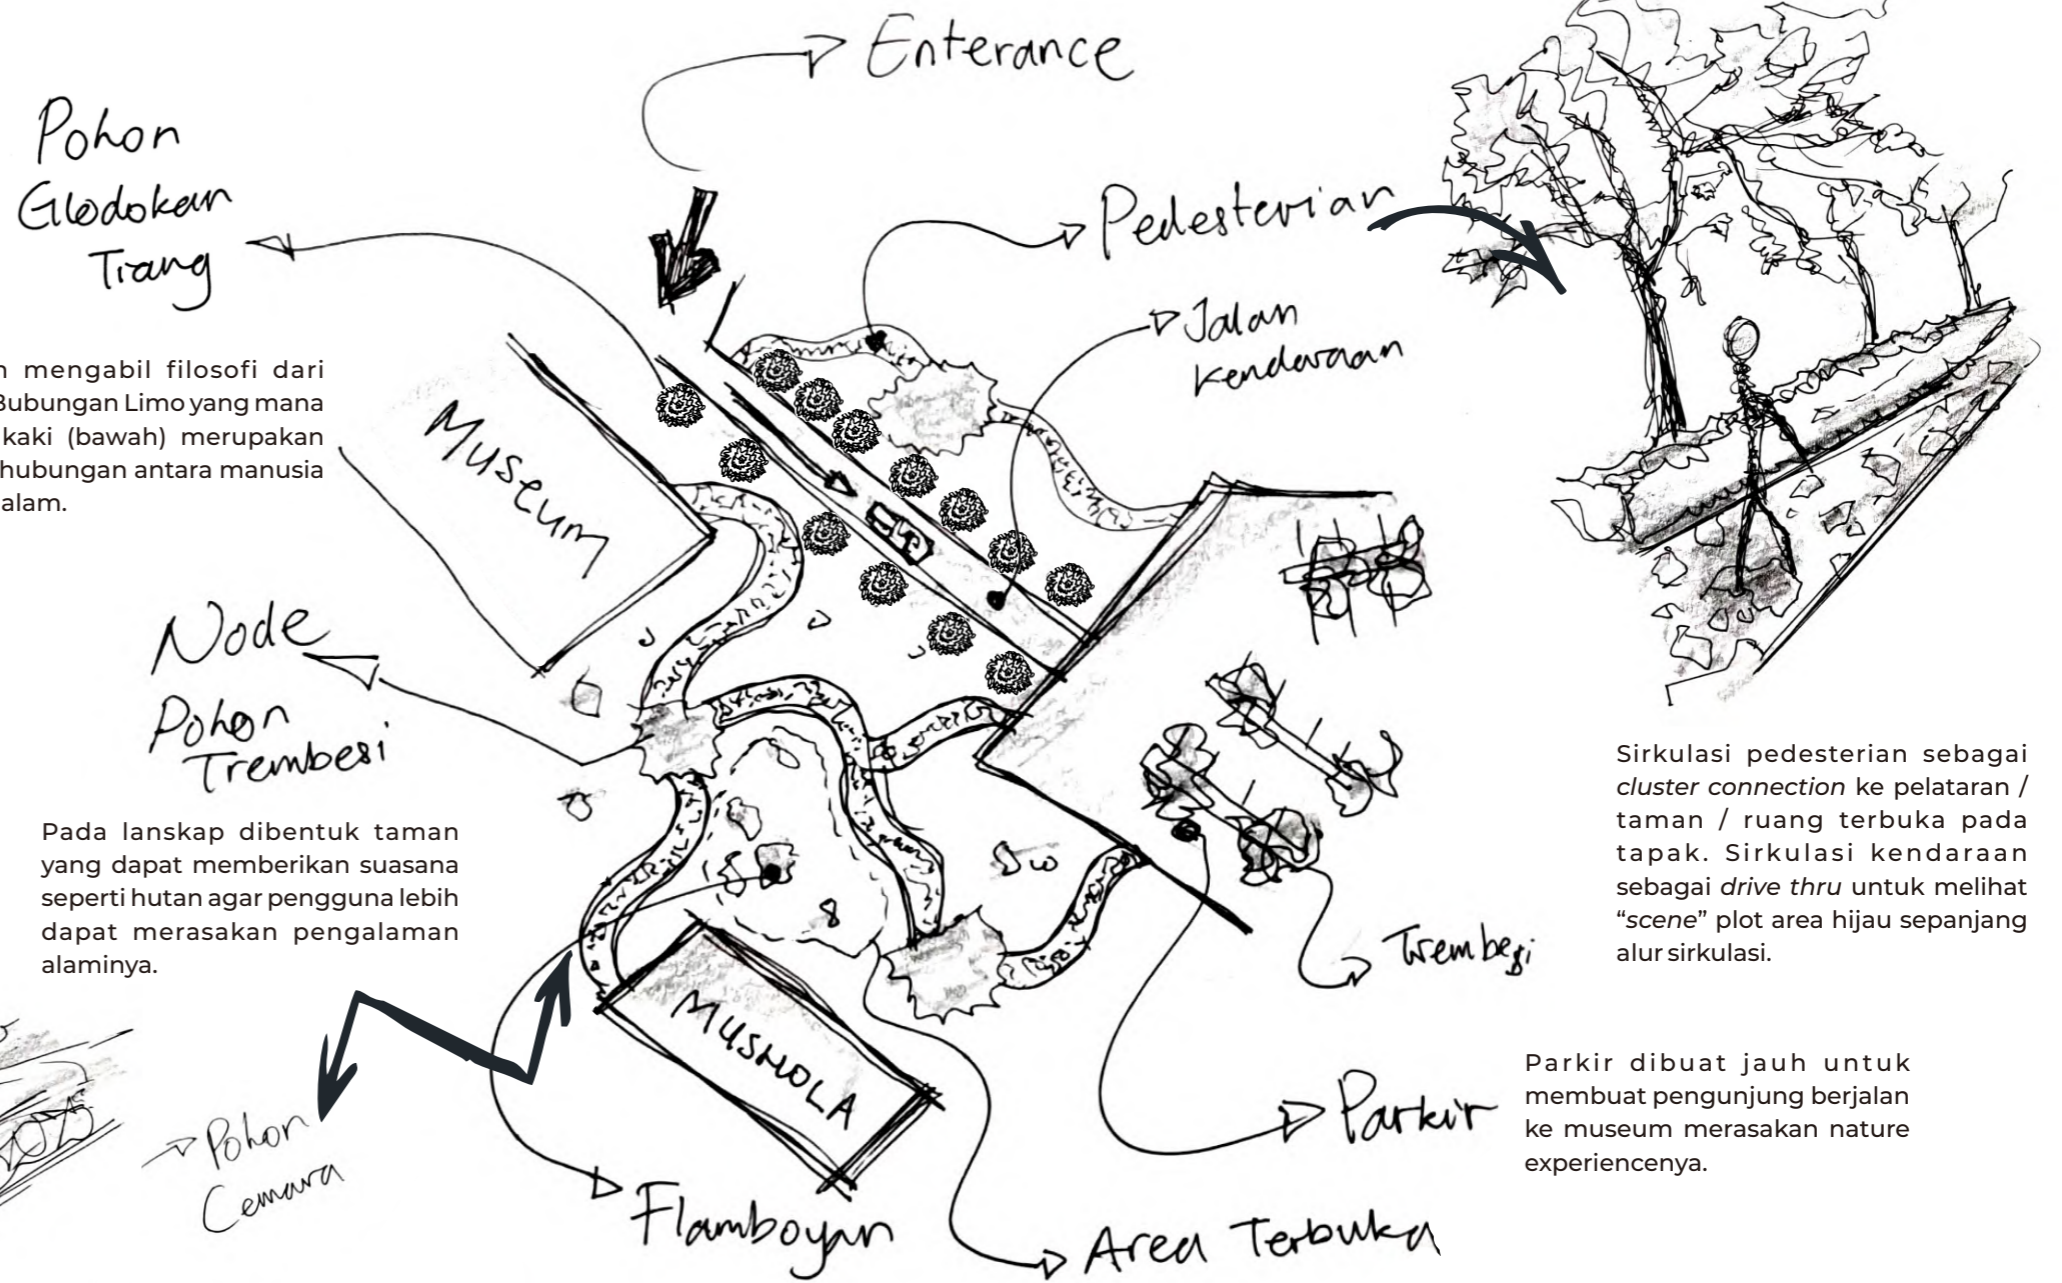 Enterance
Pohon
Glodokan
Tiang
Pedesterian
Jalan
Kendaraan
n mengabil filosofi dari
Bubungan Limo yang mana
kaki (bawah) merupakan
hubungan antara manusia
alam.
Museum
Node
Pohon
Trembesi
Pada lanskap dibentuk taman
yang dapat memberikan suasana
seperti hutan agar pengguna lebih
dapat merasakan pengalaman
alaminya.
Sirkulasi pedesterian sebagai
cluster connection ke pelataran /
taman / ruang terbuka pada
tapak. Sirkulasi kendaraan
sebagai drive thru untuk melihat
“scene” plot area hijau sepanjang
alur sirkulasi.
Trembesi
MUSHOLA
Parkir
Parkir dibuat jauh untuk
membuat pengunjung berjalan
ke museum merasakan nature
experiencenya.
Pohon
Cemara
Flamboyan
Area Terbuka